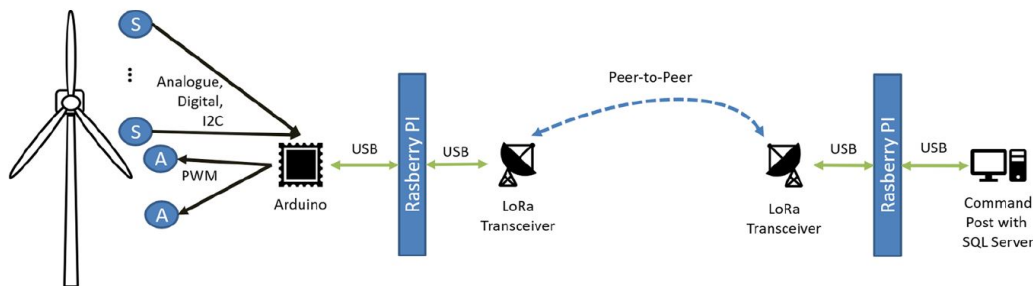 S
Analogue,
Digital,
I2C
S
A
PWM
A
Arduino
USB
Rasberry PI
USB
LoRa
Transceiver
Peer-to-Peer
LoRa
Transceiver
USB
Rasberry PI
USB
Command
Post with
SQL Server